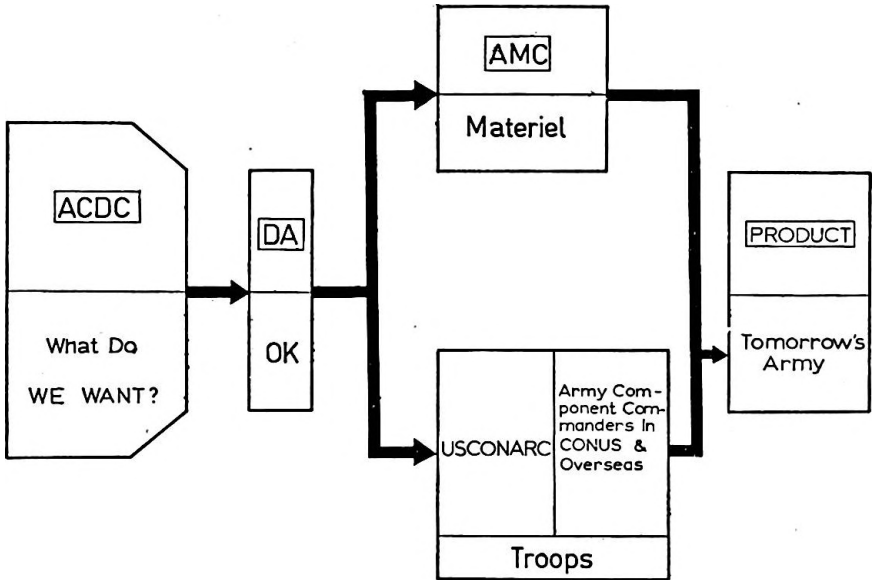 ACDC
What Do
WE WANT?
DA
OK
AMC
Materiel
USCONARC
Army Com-
ponent Com-
manders In
CONUS &
Overseas
Troops
PRODUCT
Tomorrow's
Army